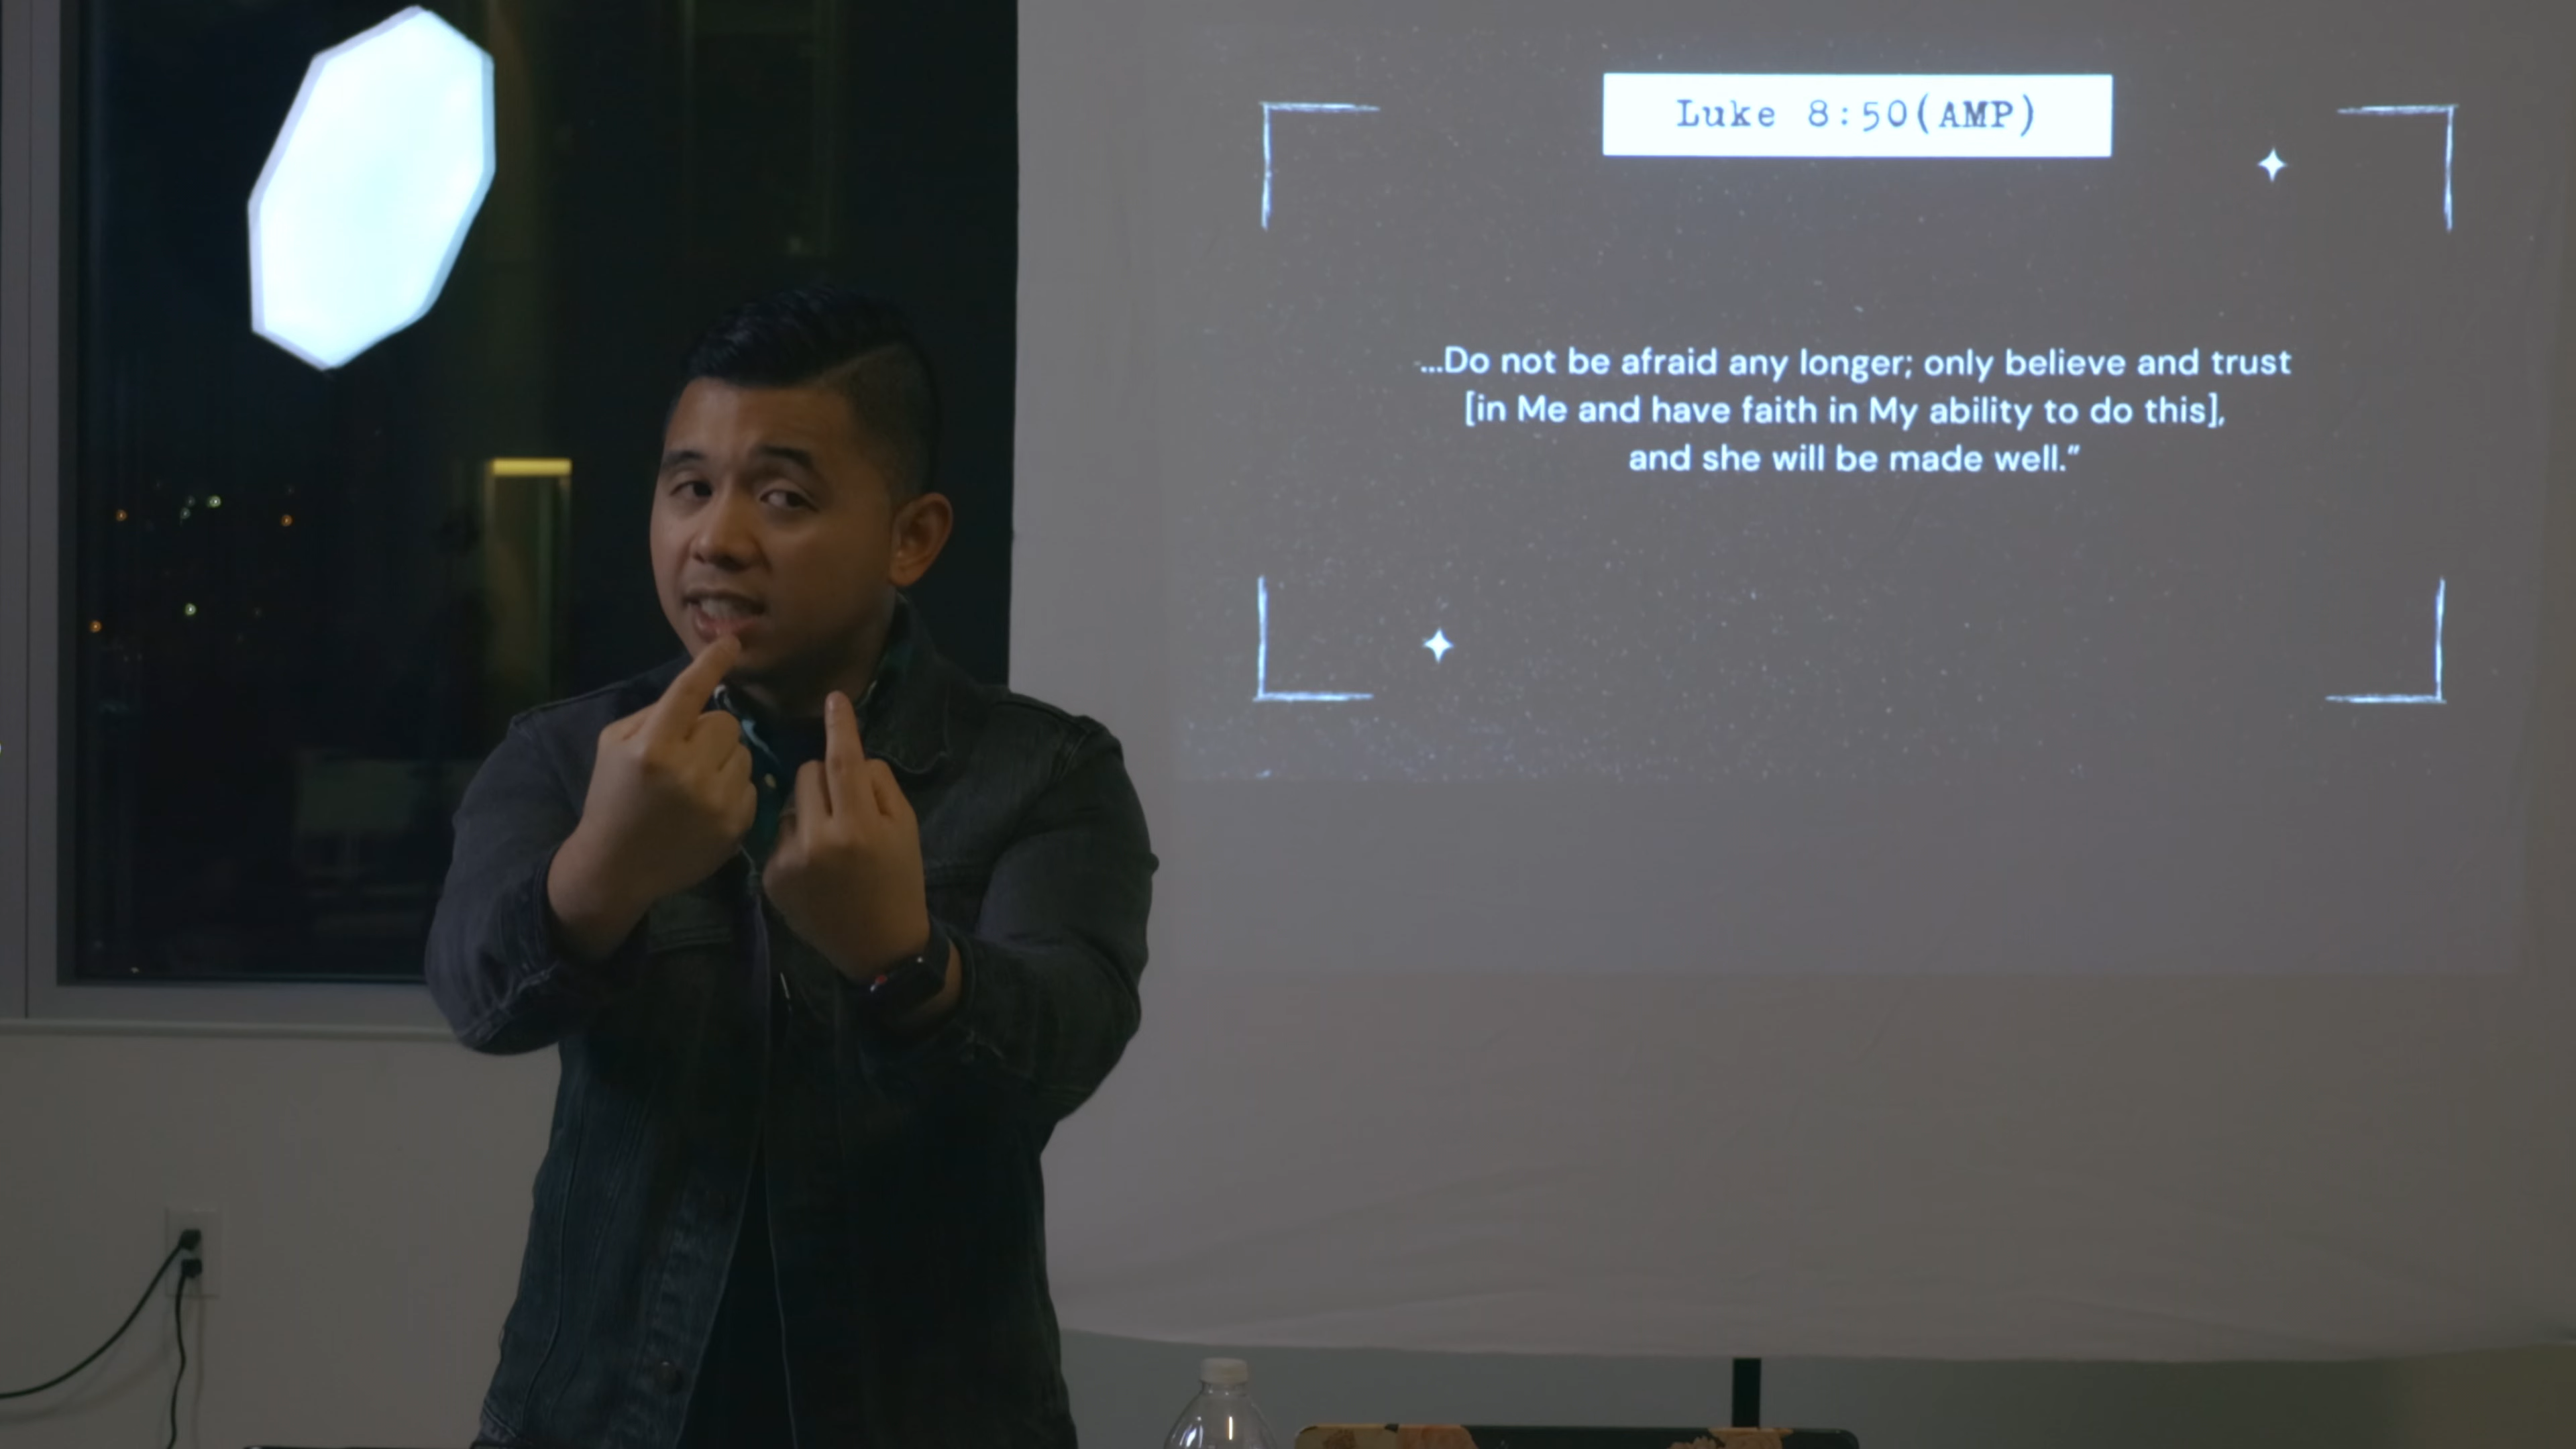 Luke 8:50(AMP)
...Do not be afraid any longer; only believe and trust
[in Me and have faith in My ability to do this],
and she will be made well.”